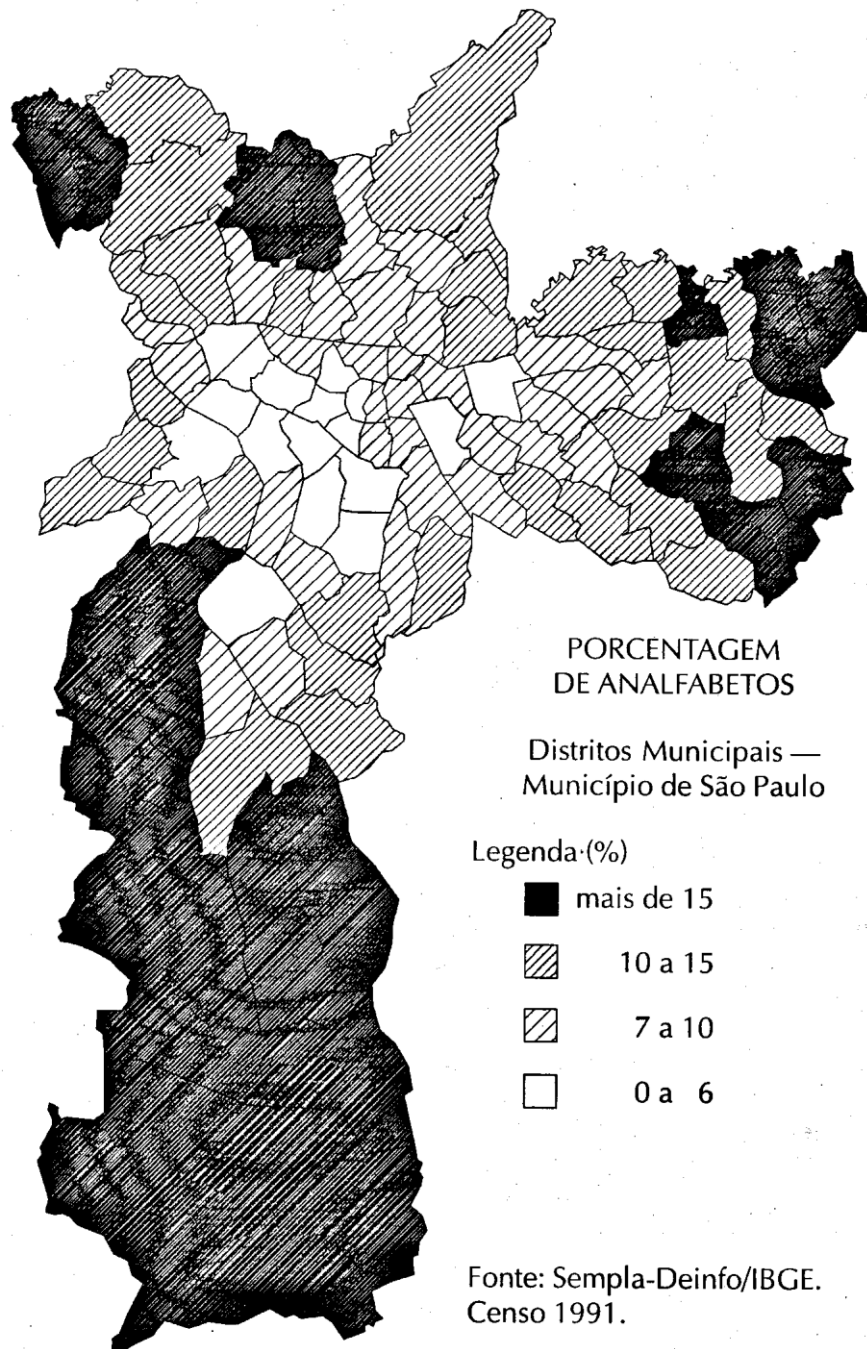 PORCENTAGEM
DE ANALFABETOS
Distritos Municipais —
Município de São Paulo
Legenda (%)
mais de 15
10 a 15
7 a 10
0 a 6
Fonte: Sempla-Deinfo/IBGE.
Censo 1991.